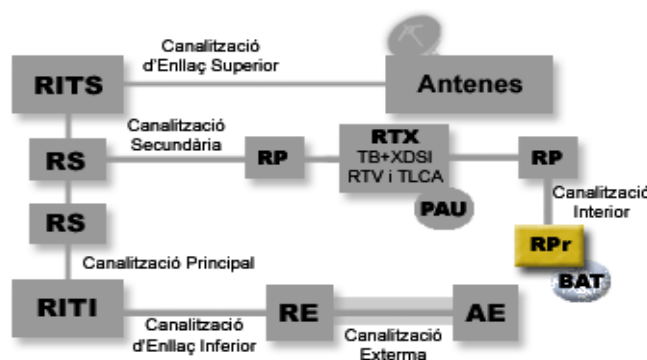 Canalització
d'Enllaç Superior
RITS
Antenes
Canalització
Secundària
RS
RP
RTX
TB+XDSI
RTV i TLCA
PAU
RP
Canalització
Interior
RS
RPr
BAT
Canalització Principal
RITI
RE
AE
Canalització
d'Enllaç Inferior
Canalització
Exterma